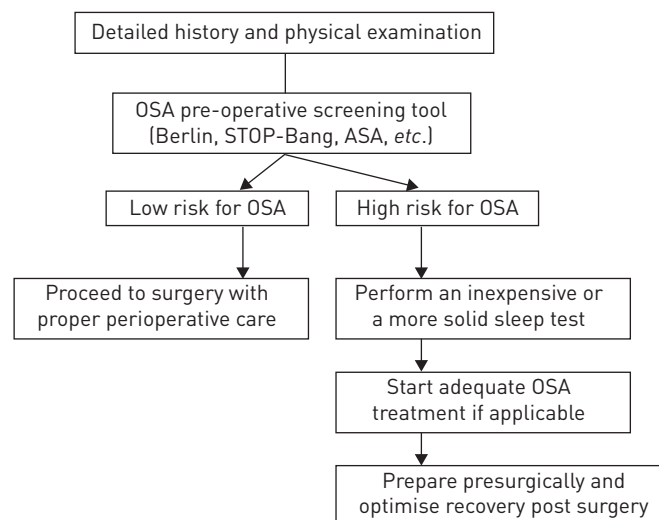 Detailed history and physical examination
OSA pre-operative screening tool
(Berlin, STOP-Bang, ASA, etc.)
Low risk for OSA
High risk for OSA
Proceed to surgery with
proper perioperative care
Perform an inexpensive or
a more solid sleep test
Start adequate OSA
treatment if applicable
Prepare presurgically and
optimise recovery post surgery